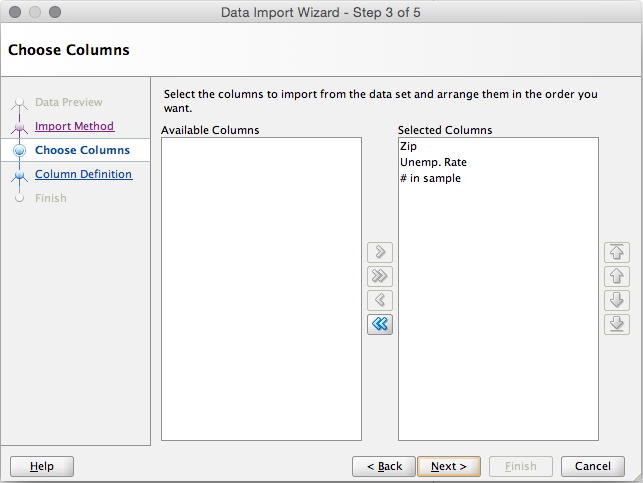 Data Import Wizard - Step 3 of 5
Choose Columns
Data Preview
Import Method
Choose Columns
Column Definition
Finish
Select the columns to import from the data set and arrange them in the order you
want.
Available Columns
Selected Columns
Zip
Unemp. Rate
# in sample
Help
< Back
Next >
Finish
Cancel